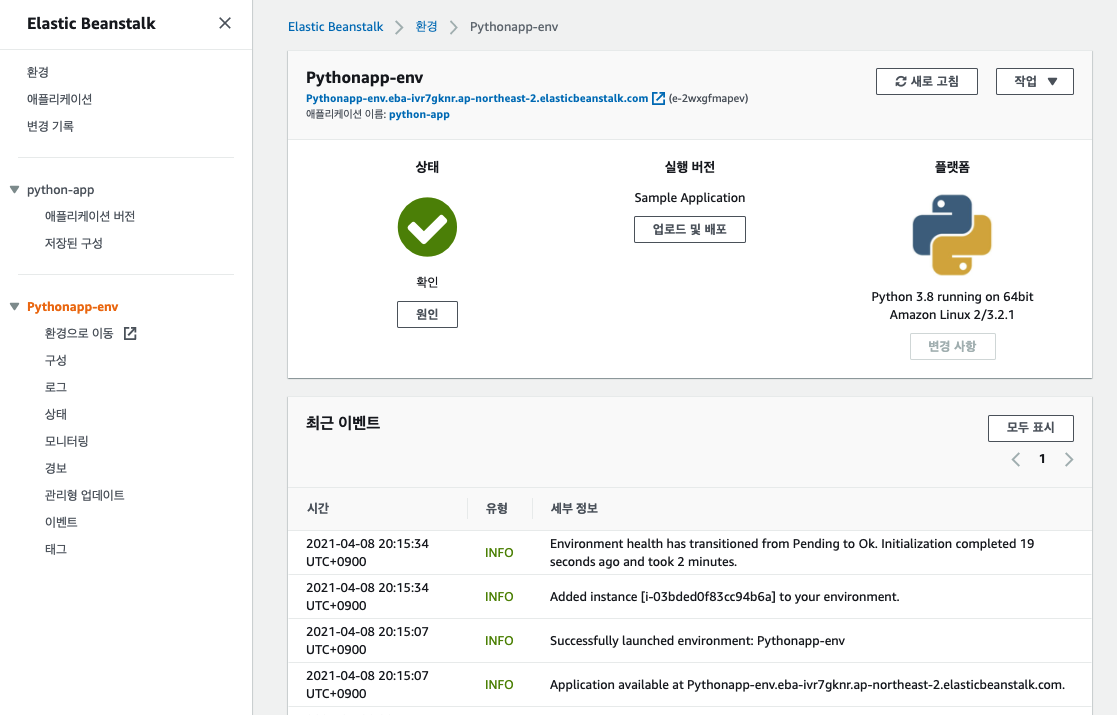 Elastic Beanstalk
환경
애플리케이션
변경 기록
python-app
애플리케이션 버전
저장된 구성
Pythonapp-env
환경으로 이동
구성
로그
상태
모니터링
경보
관리형 업데이트
이벤트
태그
Elastic Beanstalk > 환경 > Pythonapp-env
Pythonapp-env
Pythonapp-env.eba-ivr7gknr.ap-northeast-2.elasticbeanstalk.com (e-2wxgfmapev)
애플리케이션 이름: python-app
새로 고침
작업
상태
확인
원인
실행 버전
Sample Application
업로드 및 배포
플랫폼
Python 3.8 running on 64bit
Amazon Linux 2/3.2.1
변경 사항
최근 이벤트
모두 표시
1
시간 유형 세부 정보
2021-04-08 20:15:34
UTC+0900
INFO
Environment health has transitioned from Pending to Ok. Initialization completed 19
seconds ago and took 2 minutes.
2021-04-08 20:15:34
UTC+0900
INFO
Added instance [i-03bded0f83cc94b6a] to your environment.
2021-04-08 20:15:07
UTC+0900
INFO
Successfully launched environment: Pythonapp-env
2021-04-08 20:15:07
UTC+0900
INFO
Application available at Pythonapp-env.eba-ivr7gknr.ap-northeast-2.elasticbeanstalk.com.